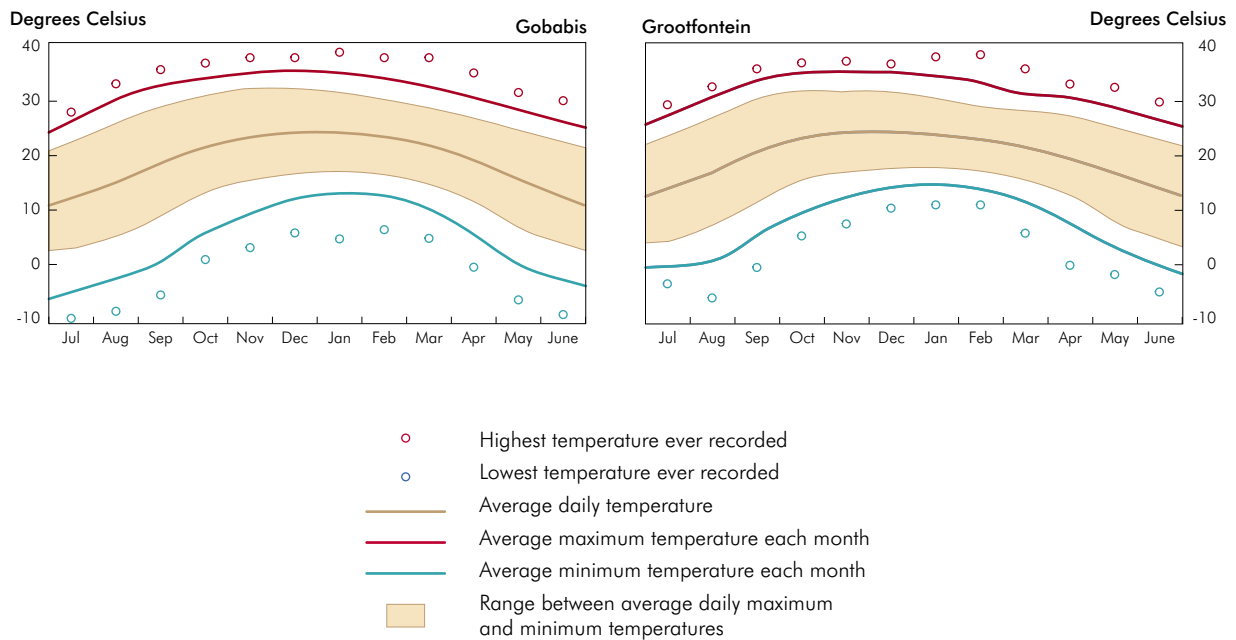 Degrees Celsius
Gobabis
Grootfontein
Degrees Celsius
40
30
20
10
0
-10
Jul Aug Sep Oct Nov Dec Jan Feb Mar Apr May June
40
30
20
10
0
-10
Jul Aug Sep Oct Nov Dec Jan Feb Mar Apr May June
Highest temperature ever recorded
Lowest temperature ever recorded
Average daily temperature
Average maximum temperature each month
Average minimum temperature each month
Range between average daily maximum
and minimum temperatures